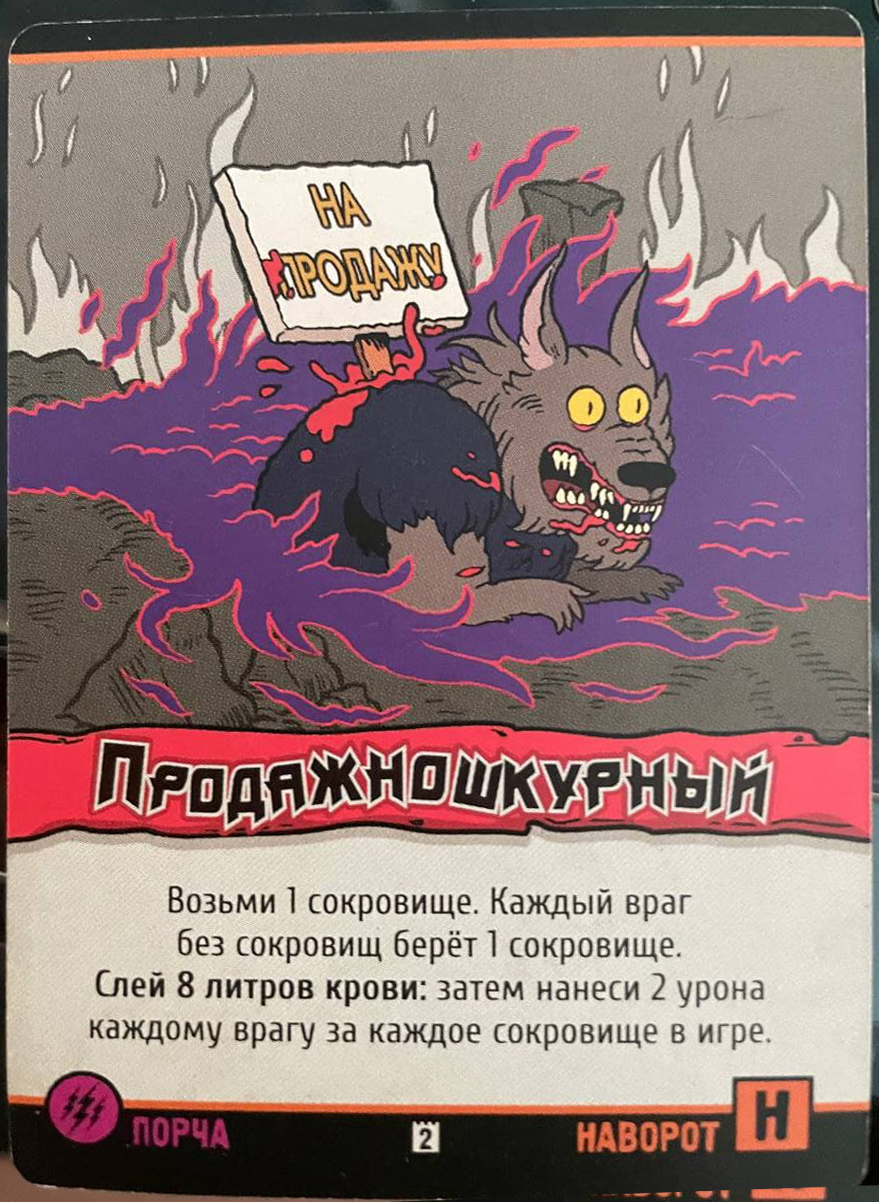 НА
ПРОДАЖУ
Продажношкурный
Возьми 1 сокровище. Каждый враг
без сокровищ берёт 1 сокровище.
Слей 8 литров крови: затем нанеси 2 урона
каждому врагу за каждое сокровище в игре.
ПОРЧА
2
НАВОРОТ Н